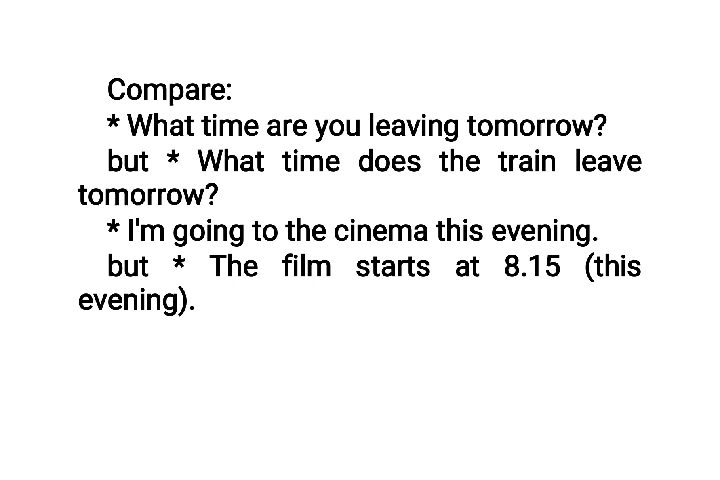 Compare:
* What time are you leaving tomorrow?
but * What time does the train leave
tomorrow?
* I'm going to the cinema this evening.
but * The film starts at 8.15 (this
evening).